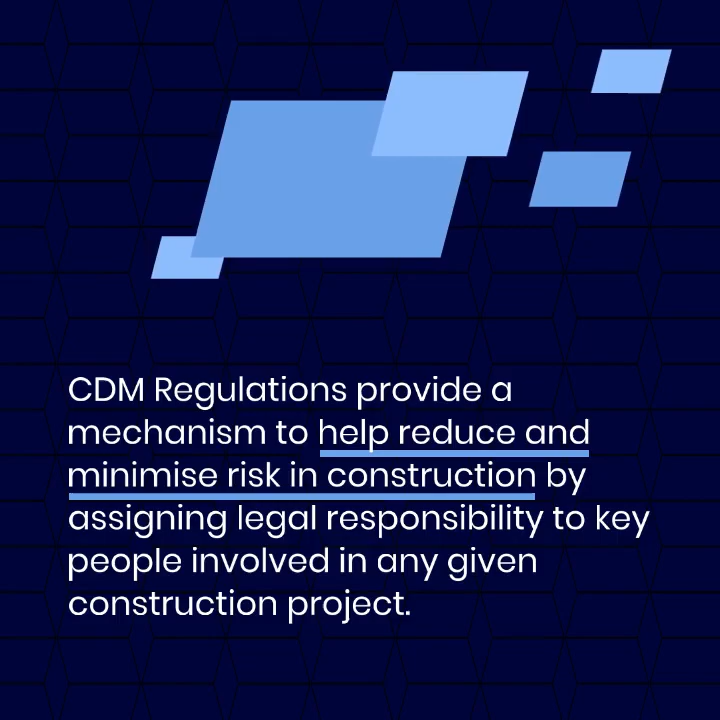 CDM Regulations provide a
mechanism to help reduce and
minimise risk in construction by
assigning legal responsibility to key
people involved in any given
construction project.